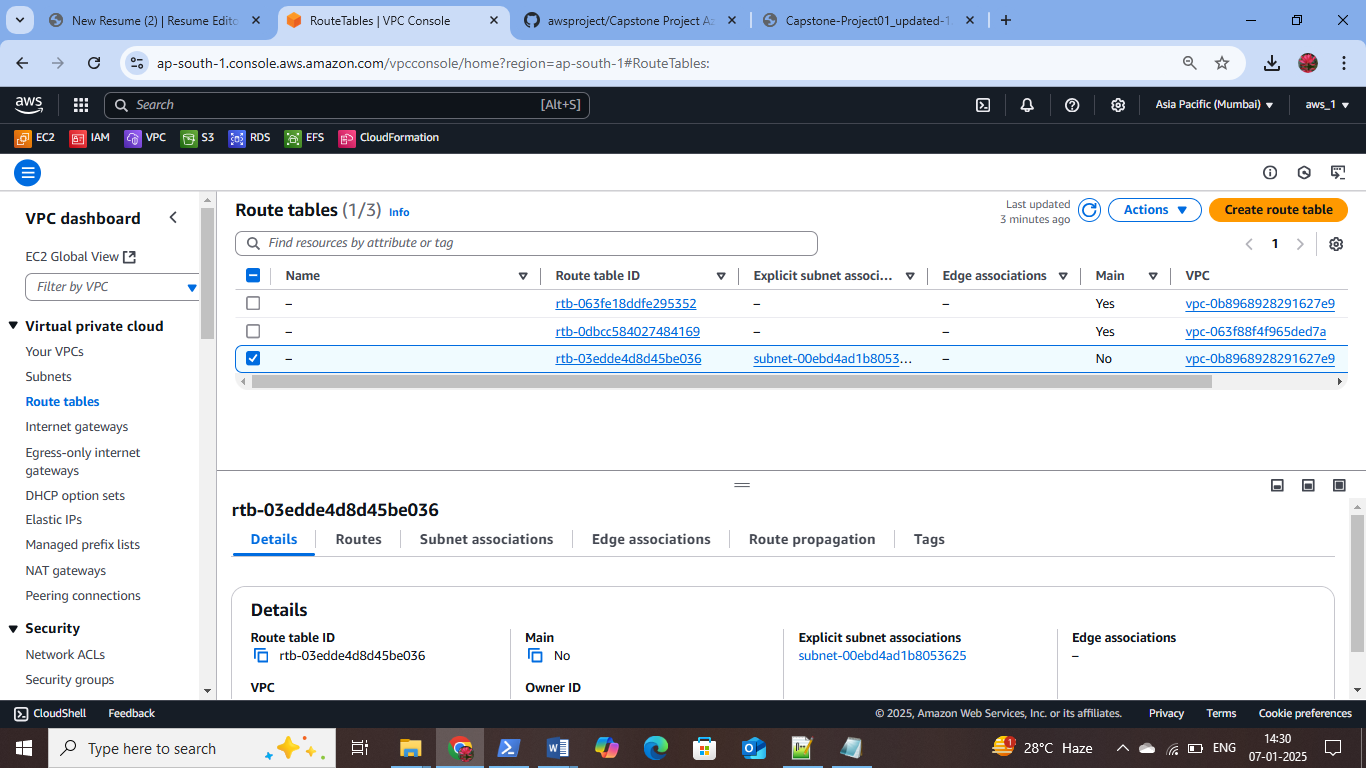 New Resume (2) | Resume Edito
RouteTables | VPC Console
awsproject/Capstone Project As
Capstone-Project01_updated-1
ap-south-1.console.aws.amazon.com/vpcconsole/home?region=ap-south-1#RouteTables:
aws
Search
[Alt+S]
Asia Pacific (Mumbai)
aws_1
EC2
IAM
VPC
S3
RDS
EFS
CloudFormation
VPC dashboard
EC2 Global View
Filter by VPC
Virtual private cloud
Your VPCs
Subnets
Route tables
Internet gateways
Egress-only internet
gateways
DHCP option sets
Elastic IPs
Managed prefix lists
NAT gateways
Peering connections
Security
Network ACLs
Security groups
Route tables (1/3) Info
Last updated
3 minutes ago
Actions
Create route table
Find resources by attribute or tag
1
Name Route table ID Explicit subnet associ... Edge associations Main VPC
– rtb-063fe18ddfe295352 – – Yes vpc-0b8968928291627e9
– rtb-0dbcc584027484169 – – Yes vpc-063f88f4f965ded7a
– rtb-03edde4d8d45be036 subnet-00ebd4ad1b8053... – No vpc-0b8968928291627e9
rtb-03edde4d8d45be036
Details Routes Subnet associations Edge associations Route propagation Tags
Details
Route table ID
rtb-03edde4d8d45be036
Main
No
Explicit subnet associations
subnet-00ebd4ad1b8053625
Edge associations
–
VPC
Owner ID
CloudShell
Feedback
© 2025, Amazon Web Services, Inc. or its affiliates.
Privacy
Terms
Cookie preferences
Type here to search
1
28°C Haze
ENG
14:30
07-01-2025